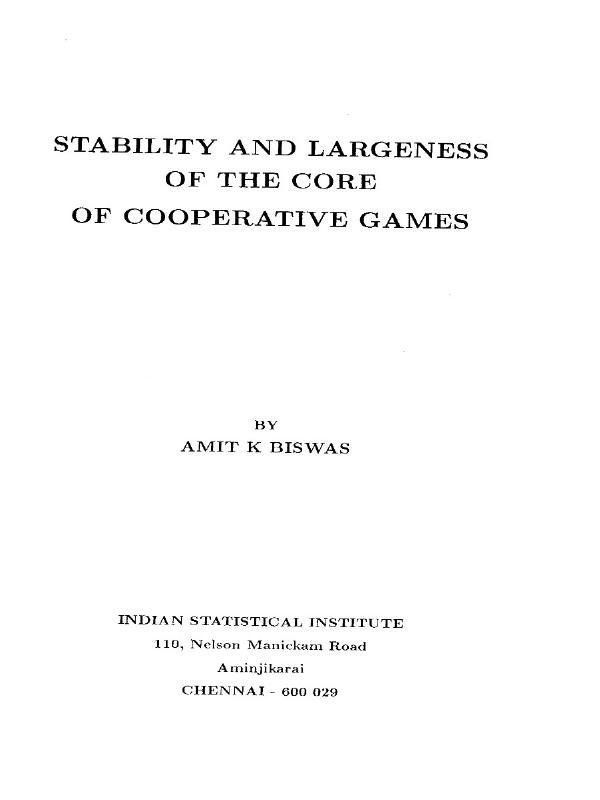 STABILITY AND LARGENESS
OF THE CORE
OF COOPERATIVE GAMES
BY
AMIT K BISWAS
INDIAN STATISTICAL INSTITUTE
110, Nelson Manickam Road
Aminjikarai
CHENNAI - 600 029